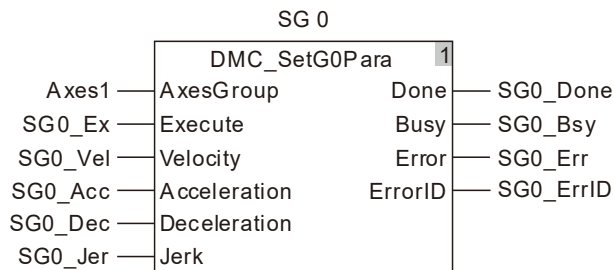 SG 0
DMC_SetG0Para 1
Axes1 AxesGroup Done SG0_Done
SG0_Ex Execute Busy SG0_Bsy
SG0_Vel Velocity Error SG0_Err
SG0_Acc Acceleration ErrorID SG0_ErrID
SG0_Dec Deceleration
SG0_Jer Jerk